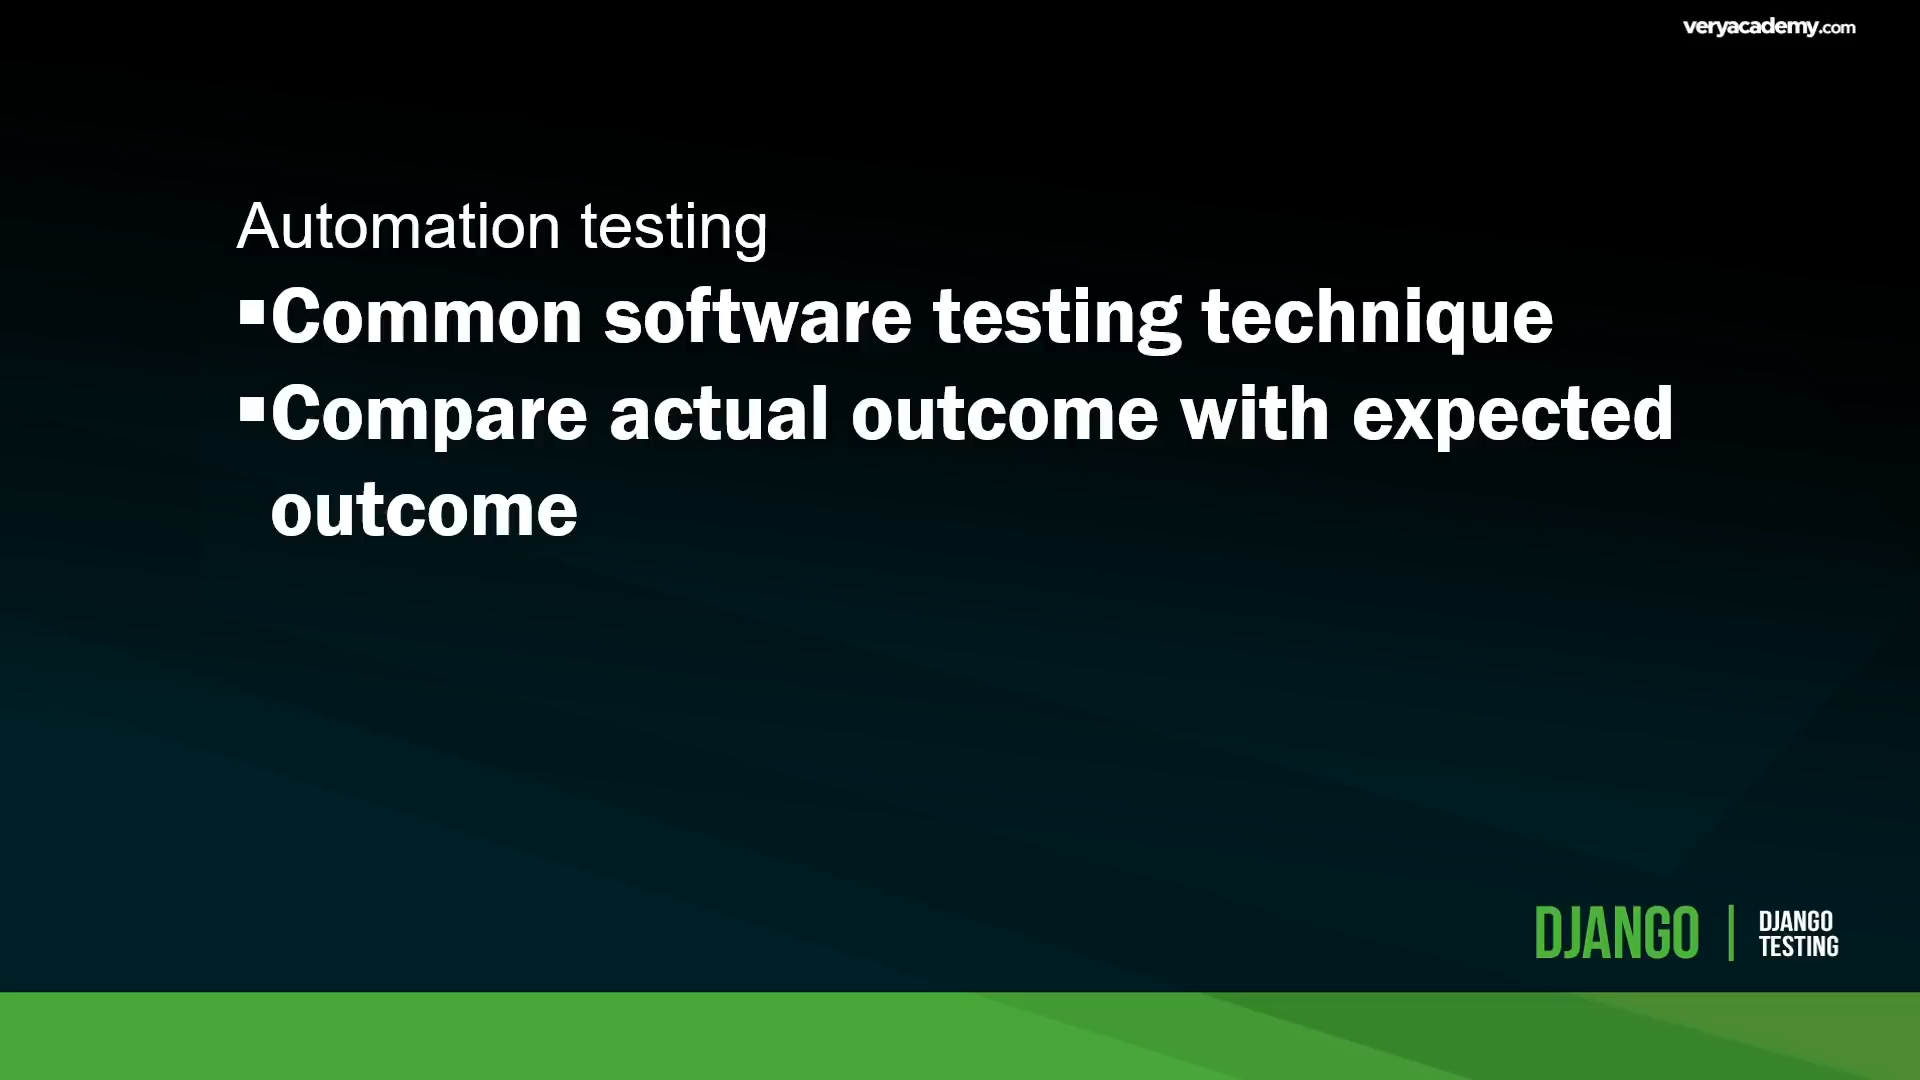 veryacademy.com
Automation testing
▪Common software testing technique
▪Compare actual outcome with expected
outcome
DJANGO | DJANGO
TESTING